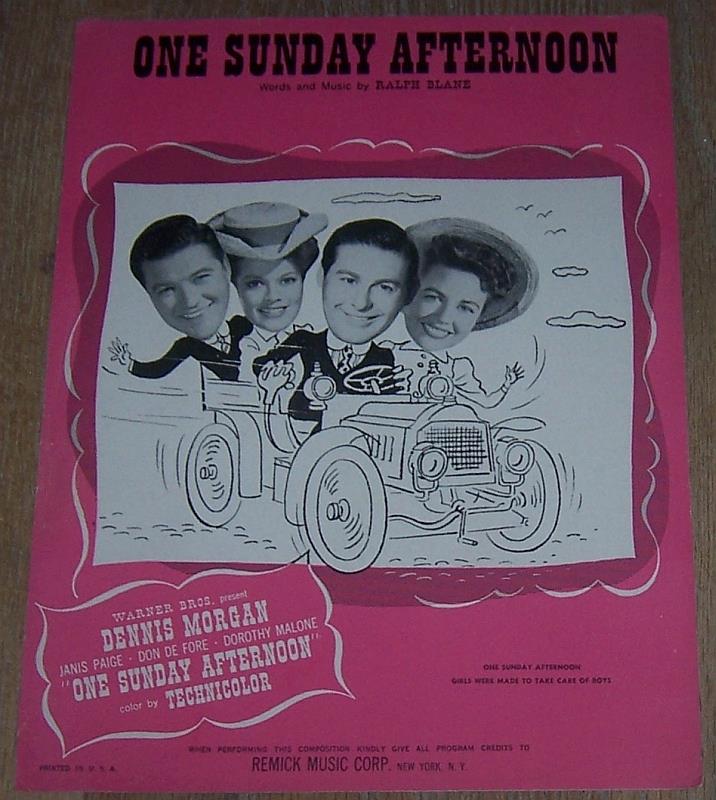 ONE SUNDAY AFTERNOON
Words and Music by RALPH BLANE
WARNER BROS. present
DENNIS MORGAN
JANIS PAIGE · DON DE FORE · DOROTHY MALONE
"ONE SUNDAY AFTERNOON"
color by TECHNICOLOR
ONE SUNDAY AFTERNOON
GIRLS WERE MADE TO TAKE CARE OF BOYS
WHEN PERFORMING THIS COMPOSITION KINDLY GIVE ALL PROGRAM CREDITS TO
REMICK MUSIC CORP. NEW YORK, N. Y.
PRINTED IN U. S. A.